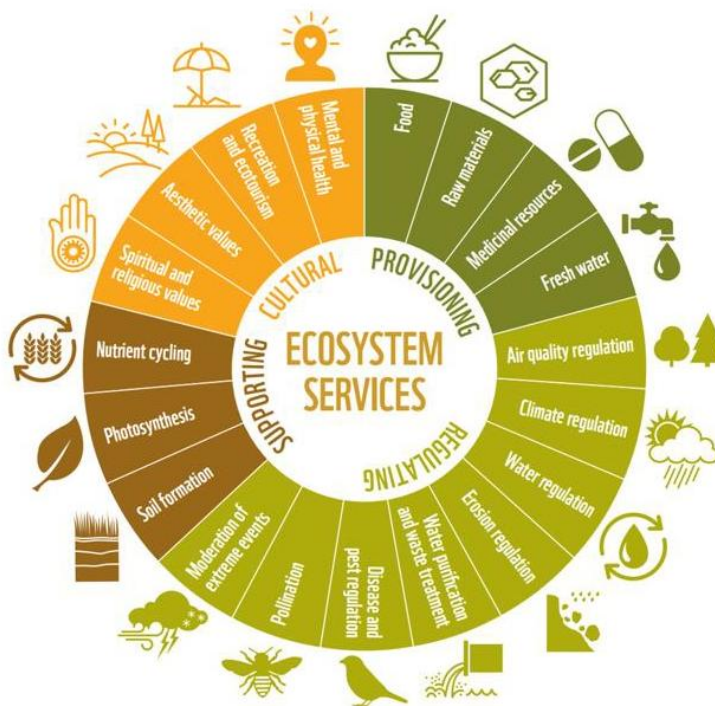 ECOSYSTEM
SERVICES
PROVISIONING
Food
Raw materials
Medicinal resources
Fresh water
REGULATING
Air quality regulation
Climate regulation
Water regulation
Erosion regulation
Water purification
and waste treatment
Disease and
pest regulation
Pollination
Moderation of
extreme events
SUPPORTING
Soil formation
Photosynthesis
Nutrient cycling
CULTURAL
Spiritual and
religious values
Aesthetic values
Recreation
and ecotourism
Mental and
physical health